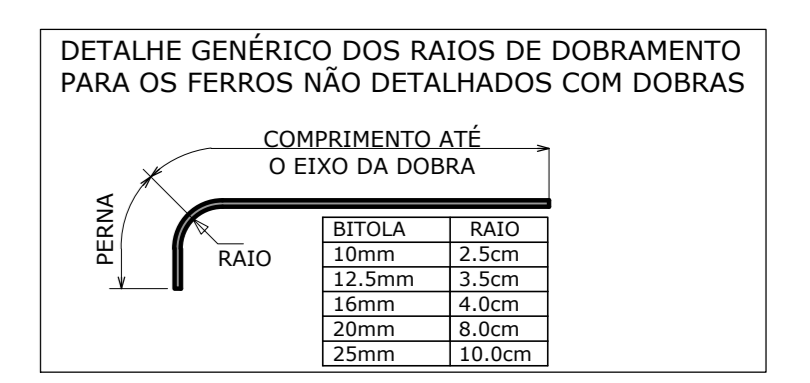 DETALHE GENÉRICO DOS RAIOS DE DOBRAMENTO
PARA OS FERROS NÃO DETALHADOS COM DOBRAS
COMPRIMENTO ATÉ
O EIXO DA DOBRA
PERNA
RAIO
BITOLA RAIO
10mm 2.5cm
12.5mm 3.5cm
16mm 4.0cm
20mm 8.0cm
25mm 10.0cm